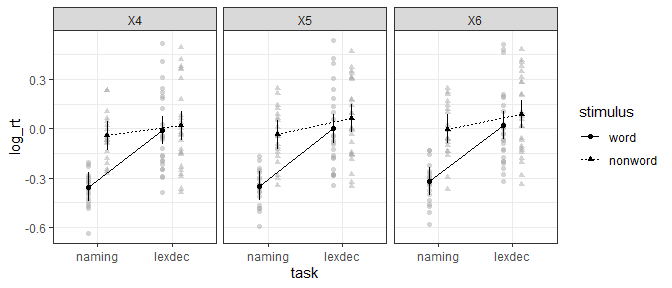 X4 X5 X6
0.3
0.0
-0.3
-0.6
log_rt
naming lexdec naming lexdec naming lexdec
task
stimulus
word
nonword